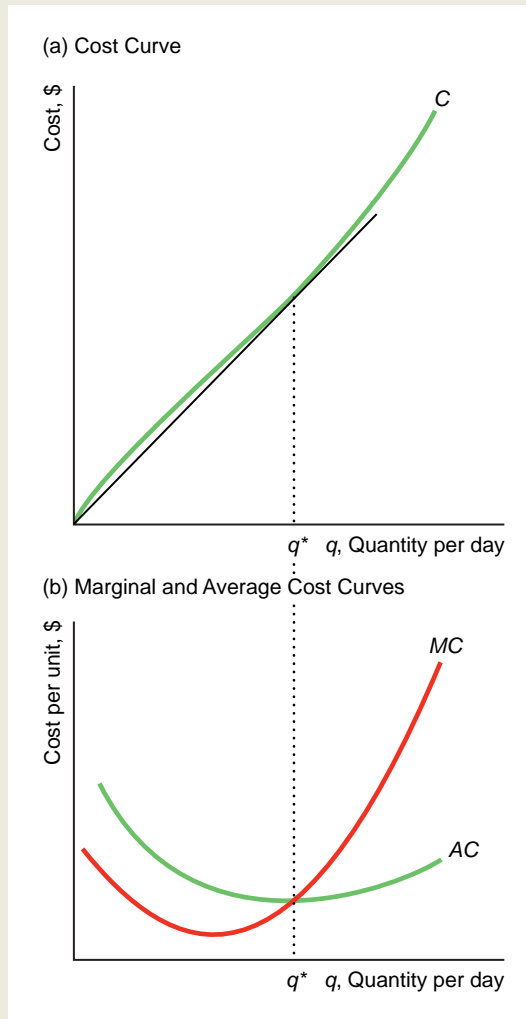 (a) Cost Curve
Cost, $
C
q* q, Quantity per day
(b) Marginal and Average Cost Curves
Cost per unit, $
MC
AC
q* q, Quantity per day